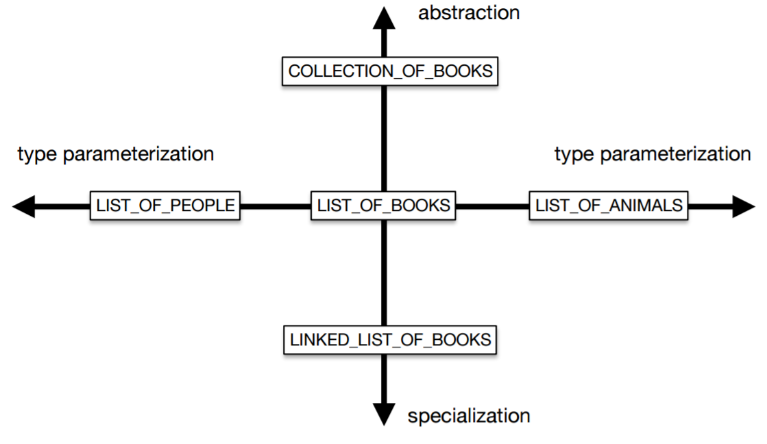 abstraction
COLLECTION_OF_BOOKS
type parameterization
type parameterization
LIST_OF_PEOPLE
LIST_OF_BOOKS
LIST_OF_ANIMALS
LINKED_LIST_OF_BOOKS
specialization